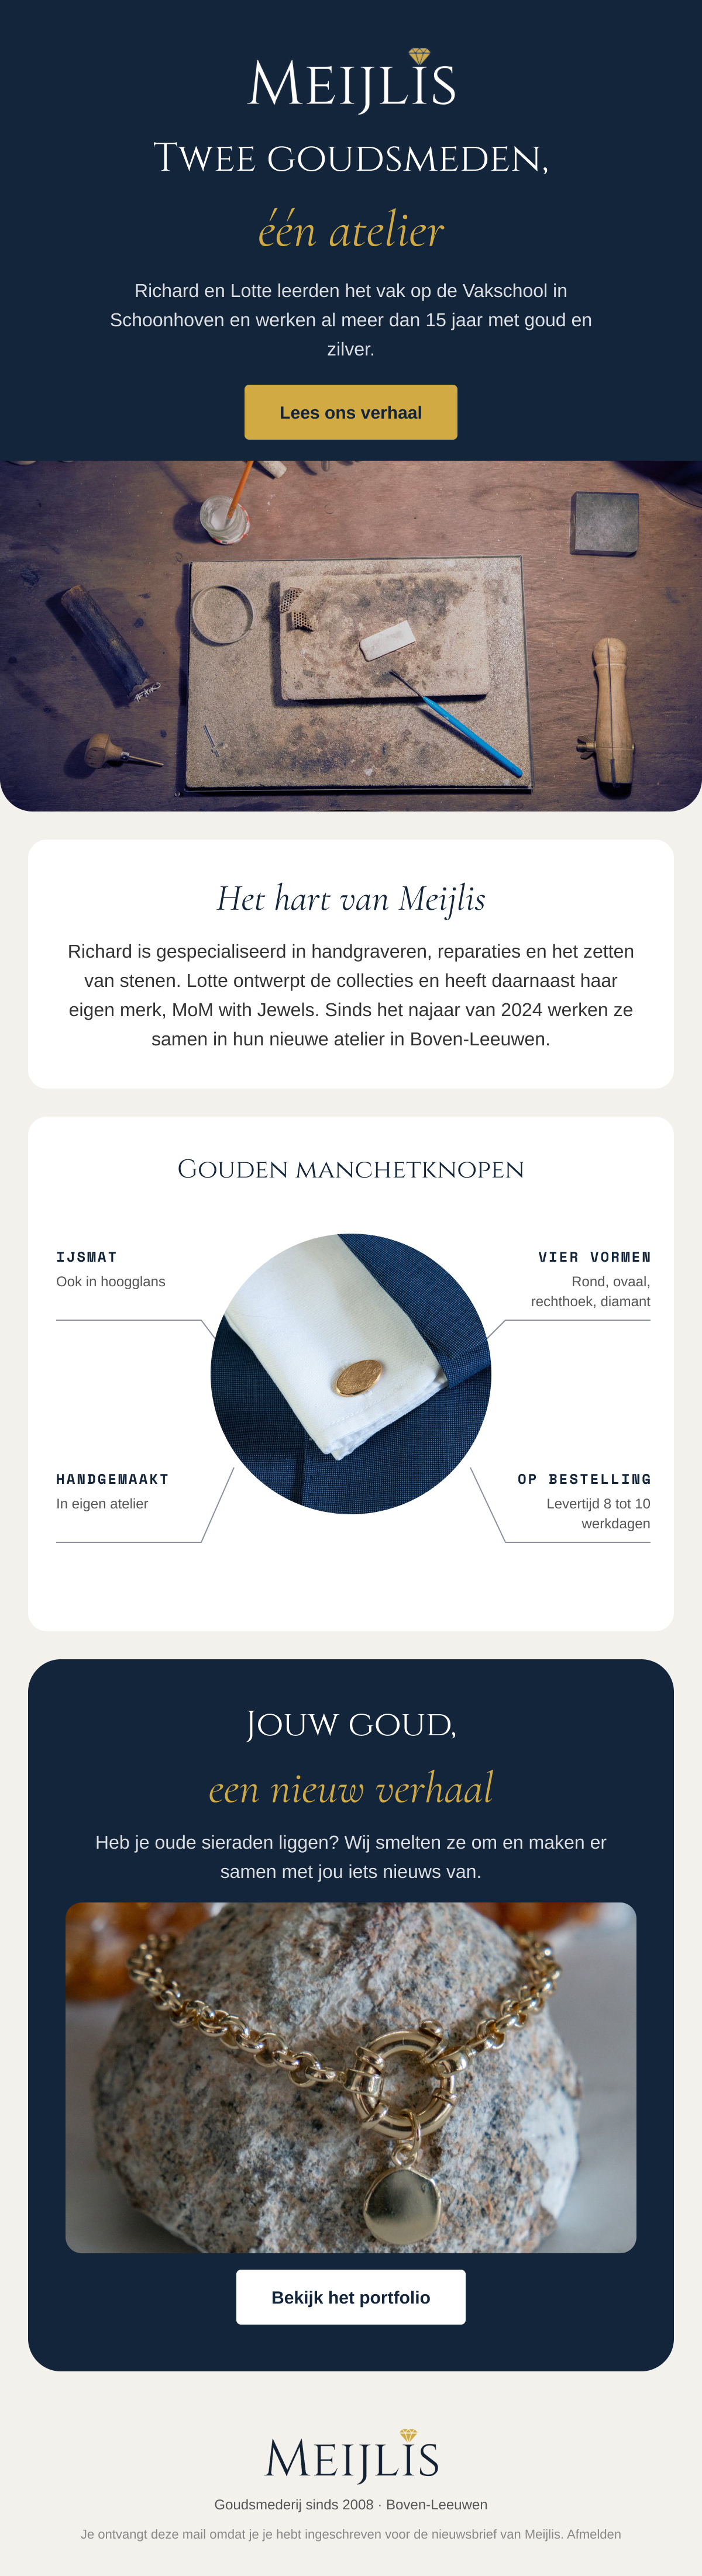 MEIJLIS
Twee goudsmeden,
één atelier
Richard en Lotte leerden het vak op de Vakschool in
Schoonhoven en werken al meer dan 15 jaar met goud en
zilver.
Lees ons verhaal
Het hart van Meijlis
Richard is gespecialiseerd in handgraveren, reparaties en het zetten
van stenen. Lotte ontwerpt de collecties en heeft daarnaast haar
eigen merk, MoM with Jewels. Sinds het najaar van 2024 werken ze
samen in hun nieuwe atelier in Boven-Leeuwen.
Gouden manchetknopen
IJSMAT
Ook in hoogglans
VIER VORMEN
Rond, ovaal,
rechthoek, diamant
HANDGEMAAKT
In eigen atelier
OP BESTELLING
Levertijd 8 tot 10
werkdagen
Jouw goud,
een nieuw verhaal
Heb je oude sieraden liggen? Wij smelten ze om en maken er
samen met jou iets nieuws van.
Bekijk het portfolio
MEIJLIS
Goudsmederij sinds 2008 · Boven-Leeuwen
Je ontvangt deze mail omdat je je hebt ingeschreven voor de nieuwsbrief van Meijlis. Afmelden